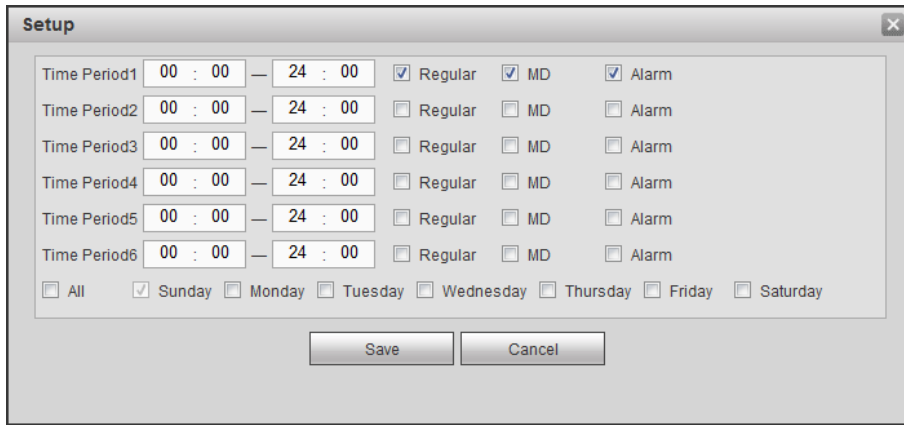 Setup
Time Period1 00 : 00 — 24 : 00 Regular MD Alarm
Time Period2 00 : 00 — 24 : 00 Regular MD Alarm
Time Period3 00 : 00 — 24 : 00 Regular MD Alarm
Time Period4 00 : 00 — 24 : 00 Regular MD Alarm
Time Period5 00 : 00 — 24 : 00 Regular MD Alarm
Time Period6 00 : 00 — 24 : 00 Regular MD Alarm
All Sunday Monday Tuesday Wednesday Thursday Friday Saturday
Save Cancel